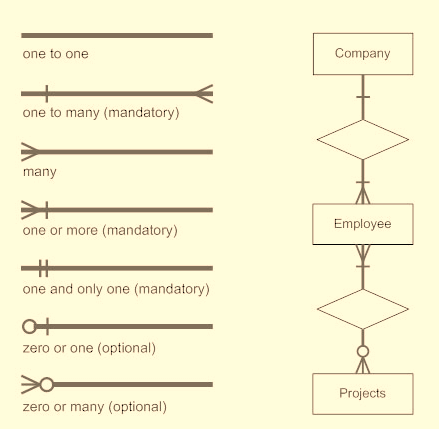 one to one
one to many (mandatory)
many
one or more (mandatory)
one and only one (mandatory)
zero or one (optional)
zero or many (optional)
Company
Employee
Projects